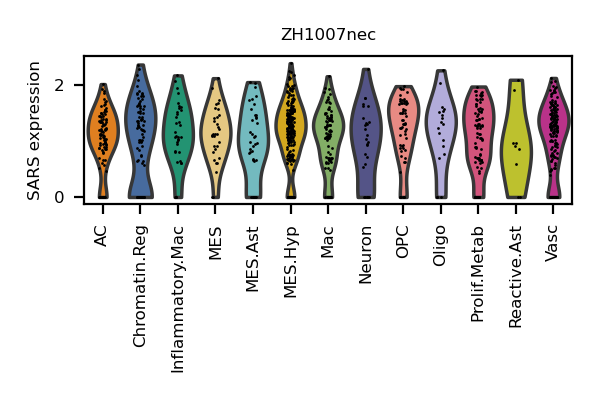 ZH1007nec
SARS expression
2
0
AC
Chromatin.Reg
Inflammatory.Mac
MES
MES.Ast
MES.Hyp
Mac
Neuron
OPC
Oligo
Prolif.Metab
Reactive.Ast
Vasc